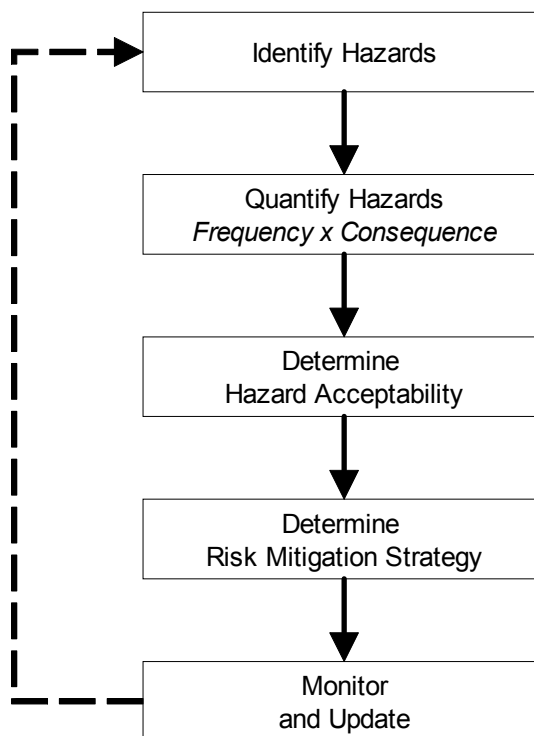 Identify Hazards
Quantify Hazards
Frequency x Consequence
Determine
Hazard Acceptability
Determine
Risk Mitigation Strategy
Monitor
and Update